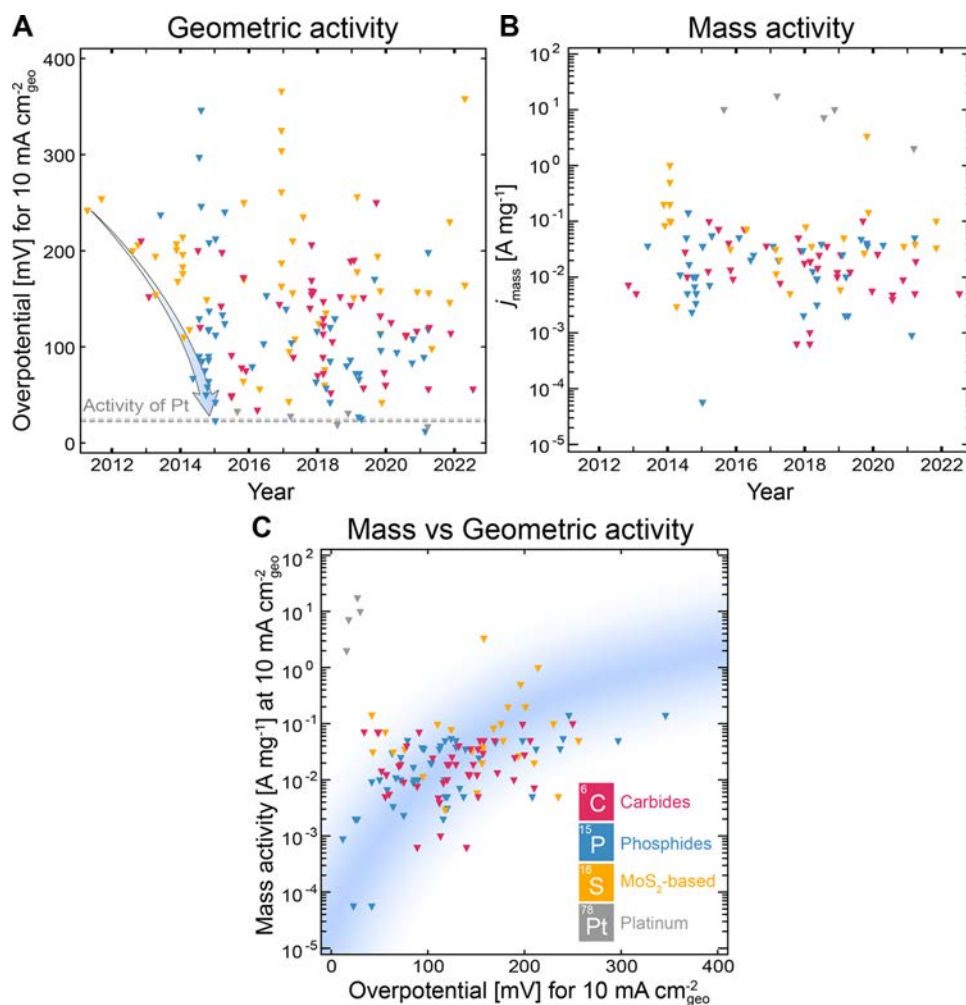 A
Geometric activity
Overpotential [mV] for 10 mA cm⁻²geo
400
300
200
100
0
Activity of Pt
2012 2014 2016 2018 2020 2022
Year
B
Mass activity
jmass [A mg⁻¹]
10²
10¹
10⁰
10⁻¹
10⁻²
10⁻³
10⁻⁴
10⁻⁵
2012 2014 2016 2018 2020 2022
Year
C
Mass vs Geometric activity
Mass activity [A mg⁻¹] at 10 mA cm⁻²geo
10²
10¹
10⁰
10⁻¹
10⁻²
10⁻³
10⁻⁴
10⁻⁵
6 C Carbides
15 P Phosphides
16 S MoS₂-based
78 Pt Platinum
0 100 200 300 400
Overpotential [mV] for 10 mA cm⁻²geo